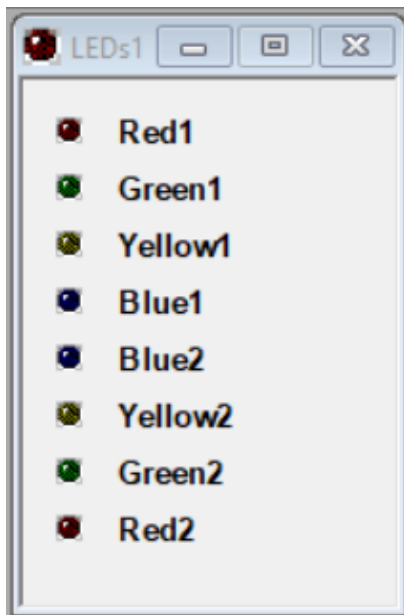 LEDs1
Red1
Green1
Yellow1
Blue1
Blue2
Yellow2
Green2
Red2